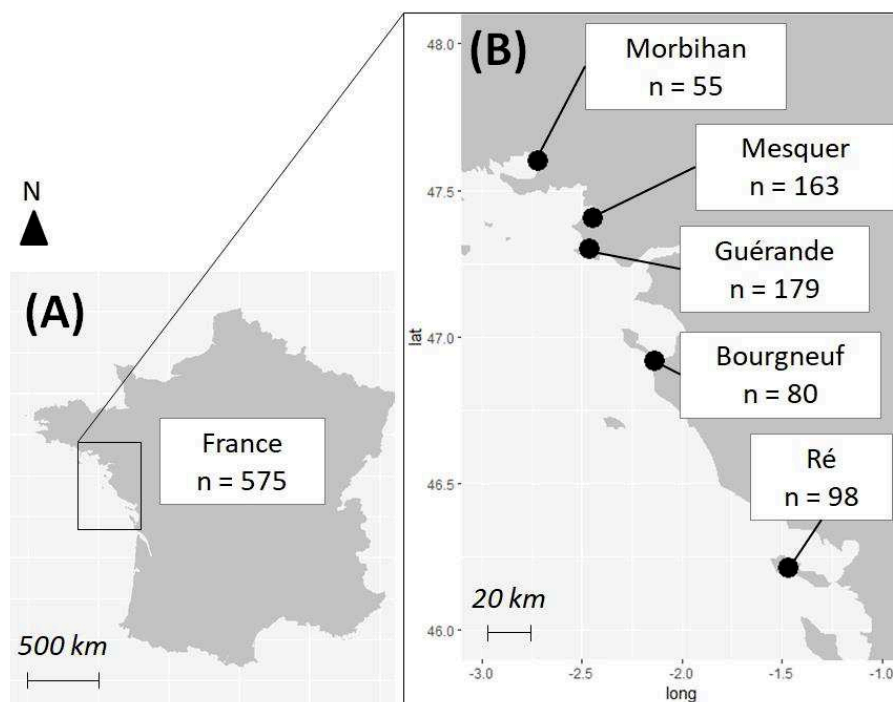 N
(A)
France
n = 575
500 km
(B)
48.0
47.5
47.0
46.5
46.0
lat
Morbihan
n = 55
Mesquer
n = 163
Guérande
n = 179
Bourgneuf
n = 80
Ré
n = 98
20 km
-3.0 -2.5 -2.0 -1.5 -1.0
long